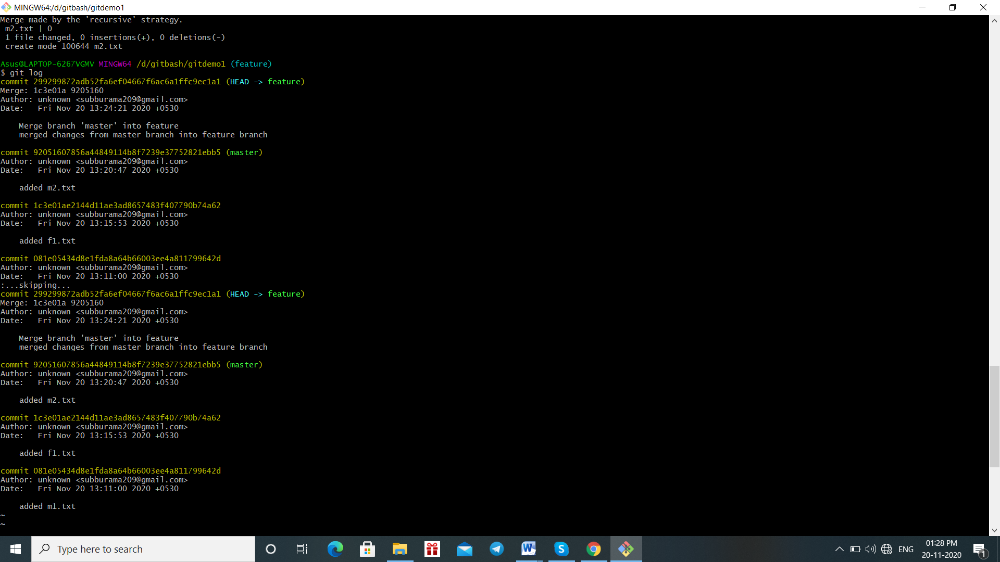 MINGW64:/d/gitbash/gitdemo1
Merge made by the 'recursive' strategy.
 m2.txt | 0
 1 file changed, 0 insertions(+), 0 deletions(-)
 create mode 100644 m2.txt
Asus@LAPTOP-6267VGMV MINGW64 /d/gitbash/gitdemo1 (feature)
$ git log
commit 299299872adb52fa6ef04667f6ac6a1ffc9ec1a1 (HEAD -> feature)
Merge: 1c3e01a 9205160
Author: unknown <subburama209@gmail.com>
Date:   Fri Nov 20 13:24:21 2020 +0530
    Merge branch 'master' into feature
    merged changes from master branch into feature branch
commit 92051607856a44849114b8f7239e37752821ebb5 (master)
Author: unknown <subburama209@gmail.com>
Date:   Fri Nov 20 13:20:47 2020 +0530
    added m2.txt
commit 1c3e01ae2144d11ae3ad8657483f407790b74a62
Author: unknown <subburama209@gmail.com>
Date:   Fri Nov 20 13:15:53 2020 +0530
    added f1.txt
commit 081e05434d8e1fda8a64b66003ee4a811799642d
Author: unknown <subburama209@gmail.com>
Date:   Fri Nov 20 13:11:00 2020 +0530
:...skipping...
commit 299299872adb52fa6ef04667f6ac6a1ffc9ec1a1 (HEAD -> feature)
Merge: 1c3e01a 9205160
Author: unknown <subburama209@gmail.com>
Date:   Fri Nov 20 13:24:21 2020 +0530
    Merge branch 'master' into feature
    merged changes from master branch into feature branch
commit 92051607856a44849114b8f7239e37752821ebb5 (master)
Author: unknown <subburama209@gmail.com>
Date:   Fri Nov 20 13:20:47 2020 +0530
    added m2.txt
commit 1c3e01ae2144d11ae3ad8657483f407790b74a62
Author: unknown <subburama209@gmail.com>
Date:   Fri Nov 20 13:15:53 2020 +0530
    added f1.txt
commit 081e05434d8e1fda8a64b66003ee4a811799642d
Author: unknown <subburama209@gmail.com>
Date:   Fri Nov 20 13:11:00 2020 +0530
    added m1.txt
~
~
Type here to search
ENG
01:28 PM
20-11-2020
1